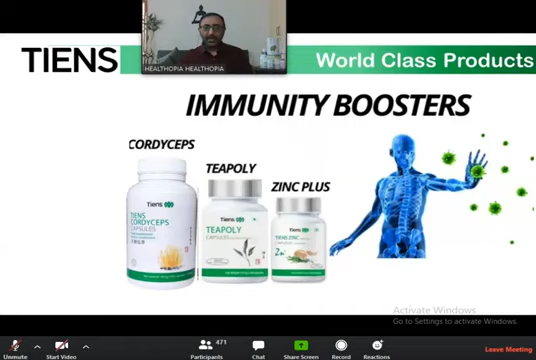 TIENS
HEALTHOPIA HEALTHOPIA
World Class Products
IMMUNITY BOOSTERS
CORDYCEPS
TEAPOLY
ZINC PLUS
Tiens
TIENS
CORDYCEPS
CAPSULES
Tiens
TEAPOLY
CAPSULES
Tiens
TIENS ZINC
Activate Windows
Go to Settings to activate Windows.
Unmute
Start Video
Participants
471
Chat
Share Screen
Record
Reactions
Leave Meeting